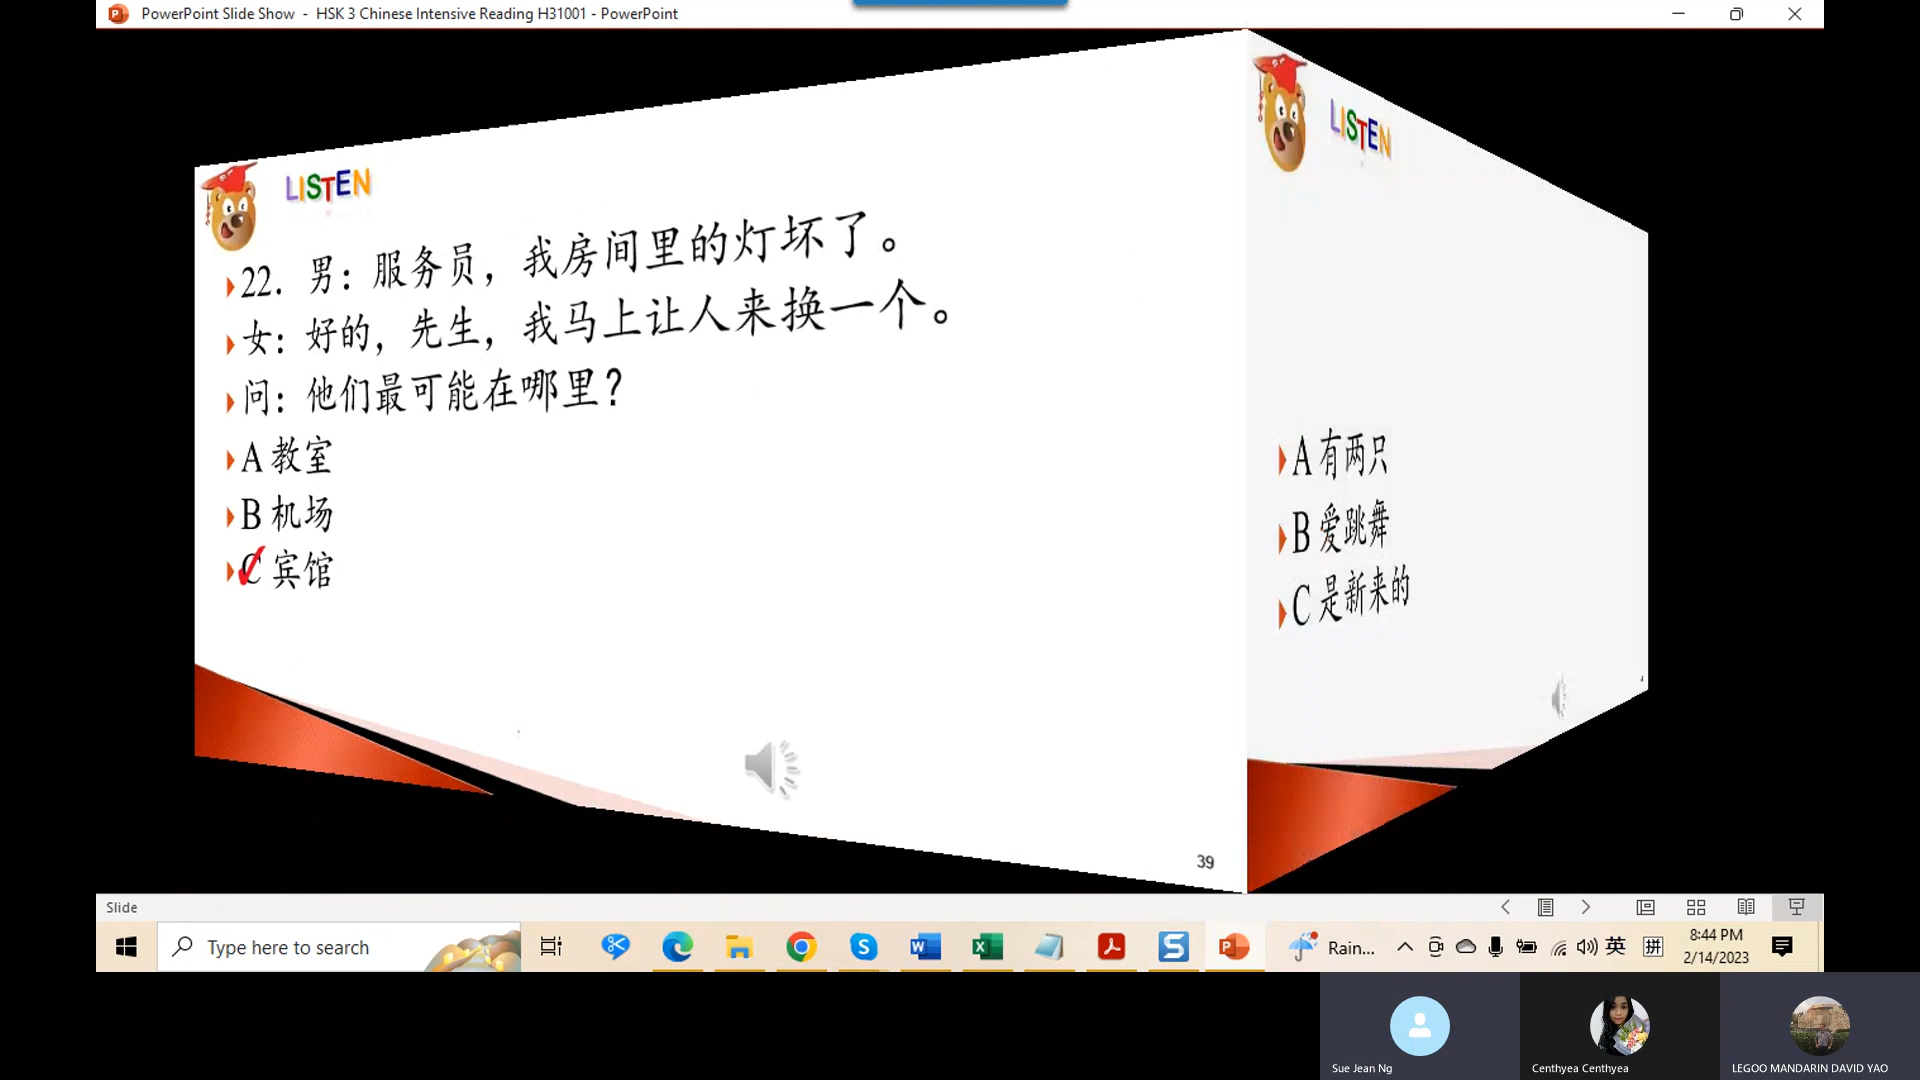 PowerPoint Slide Show - HSK 3 Chinese Intensive Reading H31001 - PowerPoint
LISTEN
22. 男：服务员，我房间里的灯坏了。
女：好的，先生，我马上让人来换一个。
问：他们最可能在哪里？
A 教室
B 机场
C 宾馆
39
LISTEN
A 有两只
B 爱跳舞
C 是新来的
Slide
Type here to search
Rain...
英
拼
8:44 PM
2/14/2023
Sue Jean Ng
Centhyea Centhyea
LEGOO MANDARIN DAVID YAO